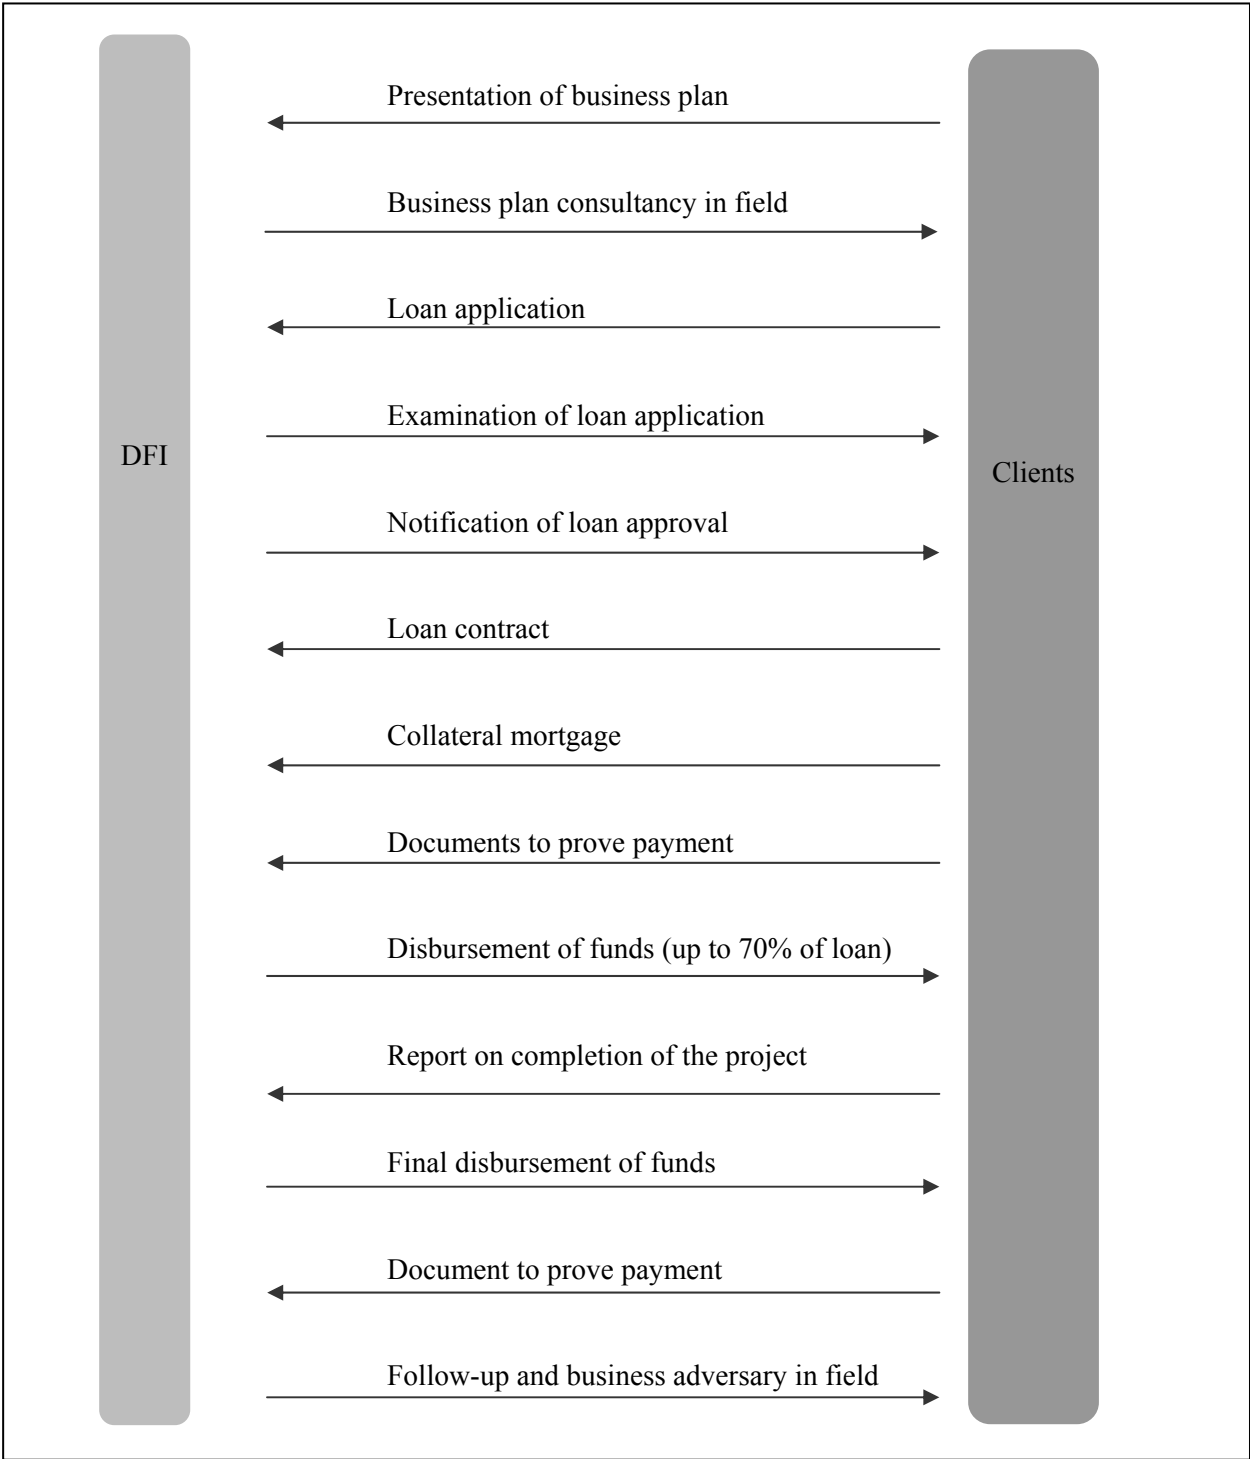 Presentation of business plan
Business plan consultancy in field
Loan application
Examination of loan application
DFI
Clients
Notification of loan approval
Loan contract
Collateral mortgage
Documents to prove payment
Disbursement of funds (up to 70% of loan)
Report on completion of the project
Final disbursement of funds
Document to prove payment
Follow-up and business adversary in field